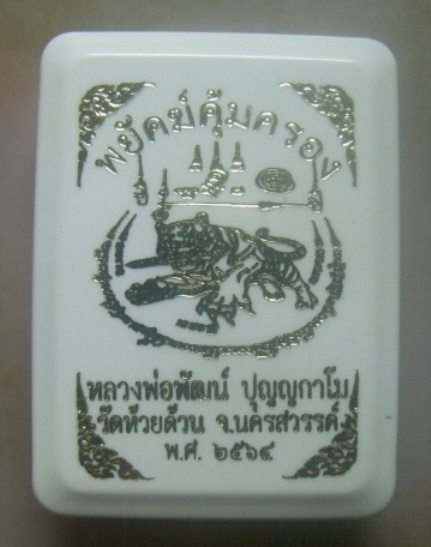 พยัคฆ์คุ้มครอง
หลวงพ่อพัฒน์ ปุญญกาโม
วัดห้วยด้วน จ.นครสวรรค์
พ.ศ. ๒๕๖๔